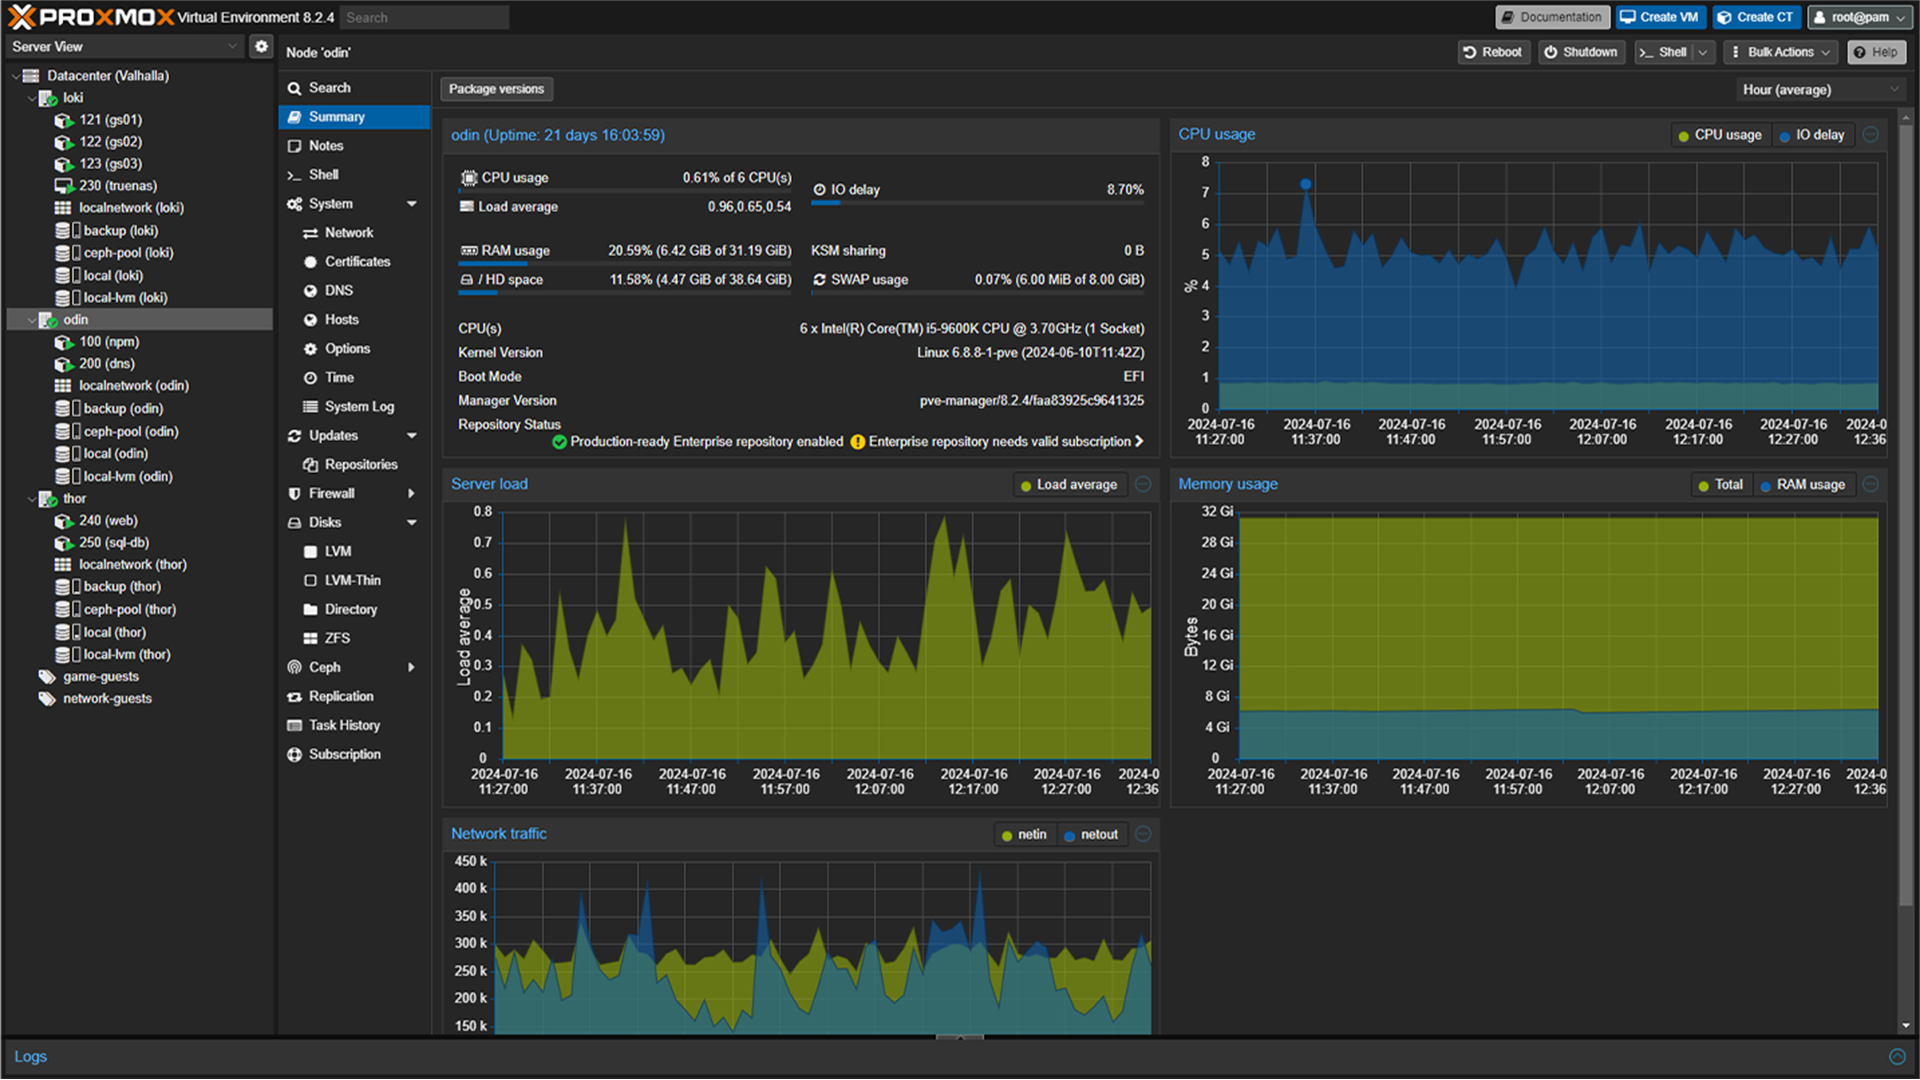 PROXMOX Virtual Environment 8.2.4 Search Documentation Create VM Create CT root@pam
Server View
Node 'odin' Reboot Shutdown Shell Bulk Actions Help
Datacenter (Valhalla)
loki
121 (gs01)
122 (gs02)
123 (gs03)
230 (truenas)
localnetwork (loki)
backup (loki)
ceph-pool (loki)
local (loki)
local-lvm (loki)
odin
100 (npm)
200 (dns)
localnetwork (odin)
backup (odin)
ceph-pool (odin)
local (odin)
local-lvm (odin)
thor
240 (web)
250 (sql-db)
localnetwork (thor)
backup (thor)
ceph-pool (thor)
local (thor)
local-lvm (thor)
game-guests
network-guests
Search
Summary
Notes
Shell
System
Network
Certificates
DNS
Hosts
Options
Time
System Log
Updates
Repositories
Firewall
Disks
LVM
LVM-Thin
Directory
ZFS
Ceph
Replication
Task History
Subscription
Package versions Hour (average)
odin (Uptime: 21 days 16:03:59)
CPU usage 0.61% of 6 CPU(s)
IO delay 8.70%
Load average 0.96,0.65,0.54
RAM usage 20.59% (6.42 GiB of 31.19 GiB) KSM sharing 0 B
/ HD space 11.58% (4.47 GiB of 38.64 GiB) SWAP usage 0.07% (6.00 MiB of 8.00 GiB)
CPU(s) 6 x Intel(R) Core(TM) i5-9600K CPU @ 3.70GHz (1 Socket)
Kernel Version Linux 6.8.8-1-pve (2024-06-10T11:42Z)
Boot Mode EFI
Manager Version pve-manager/8.2.4/faa83925c9641325
Repository Status
Production-ready Enterprise repository enabled Enterprise repository needs valid subscription
CPU usage CPU usage IO delay
8
7
6
5
%
4
3
2
1
0
2024-07-16 2024-07-16 2024-07-16 2024-07-16 2024-07-16 2024-07-16 2024-07-16 2024-0
11:27:00 11:37:00 11:47:00 11:57:00 12:07:00 12:17:00 12:27:00 12:36
Server load Load average
0.8
0.7
0.6
0.5
Load average
0.4
0.3
0.2
0.1
0
2024-07-16 2024-07-16 2024-07-16 2024-07-16 2024-07-16 2024-07-16 2024-07-16 2024-0
11:27:00 11:37:00 11:47:00 11:57:00 12:07:00 12:17:00 12:27:00 12:36
Memory usage Total RAM usage
32 Gi
28 Gi
24 Gi
20 Gi
Bytes
16 Gi
12 Gi
8 Gi
4 Gi
0
2024-07-16 2024-07-16 2024-07-16 2024-07-16 2024-07-16 2024-07-16 2024-07-16 2024-0
11:27:00 11:37:00 11:47:00 11:57:00 12:07:00 12:17:00 12:27:00 12:36
Network traffic netin netout
450 k
400 k
350 k
300 k
250 k
200 k
150 k
Logs